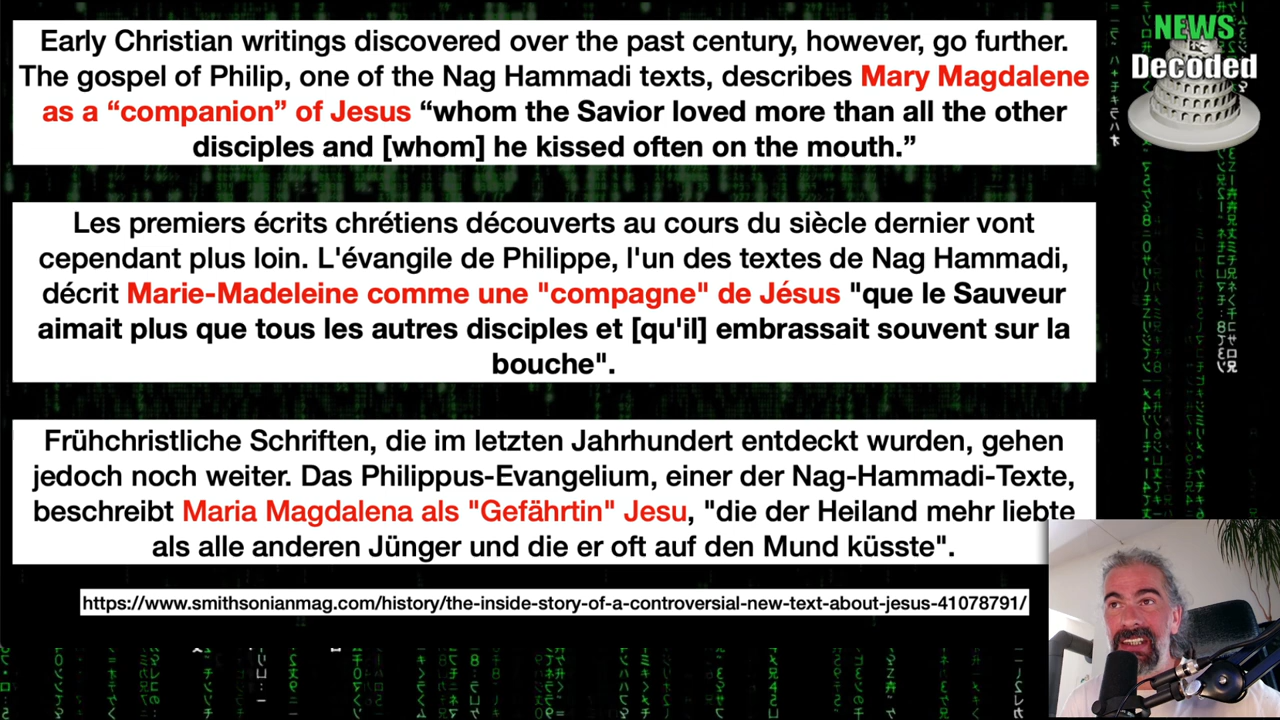 Early Christian writings discovered over the past century, however, go further.
The gospel of Philip, one of the Nag Hammadi texts, describes Mary Magdalene
as a “companion” of Jesus “whom the Savior loved more than all the other
disciples and [whom] he kissed often on the mouth.”
Les premiers écrits chrétiens découverts au cours du siècle dernier vont
cependant plus loin. L'évangile de Philippe, l'un des textes de Nag Hammadi,
décrit Marie-Madeleine comme une "compagne" de Jésus "que le Sauveur
aimait plus que tous les autres disciples et [qu'il] embrassait souvent sur la
bouche".
Frühchristliche Schriften, die im letzten Jahrhundert entdeckt wurden, gehen
jedoch noch weiter. Das Philippus-Evangelium, einer der Nag-Hammadi-Texte,
beschreibt Maria Magdalena als "Gefährtin" Jesu, "die der Heiland mehr liebte
als alle anderen Jünger und die er oft auf den Mund küsste".
https://www.smithsonianmag.com/history/the-inside-story-of-a-controversial-new-text-about-jesus-41078791/
NEWS
Decoded